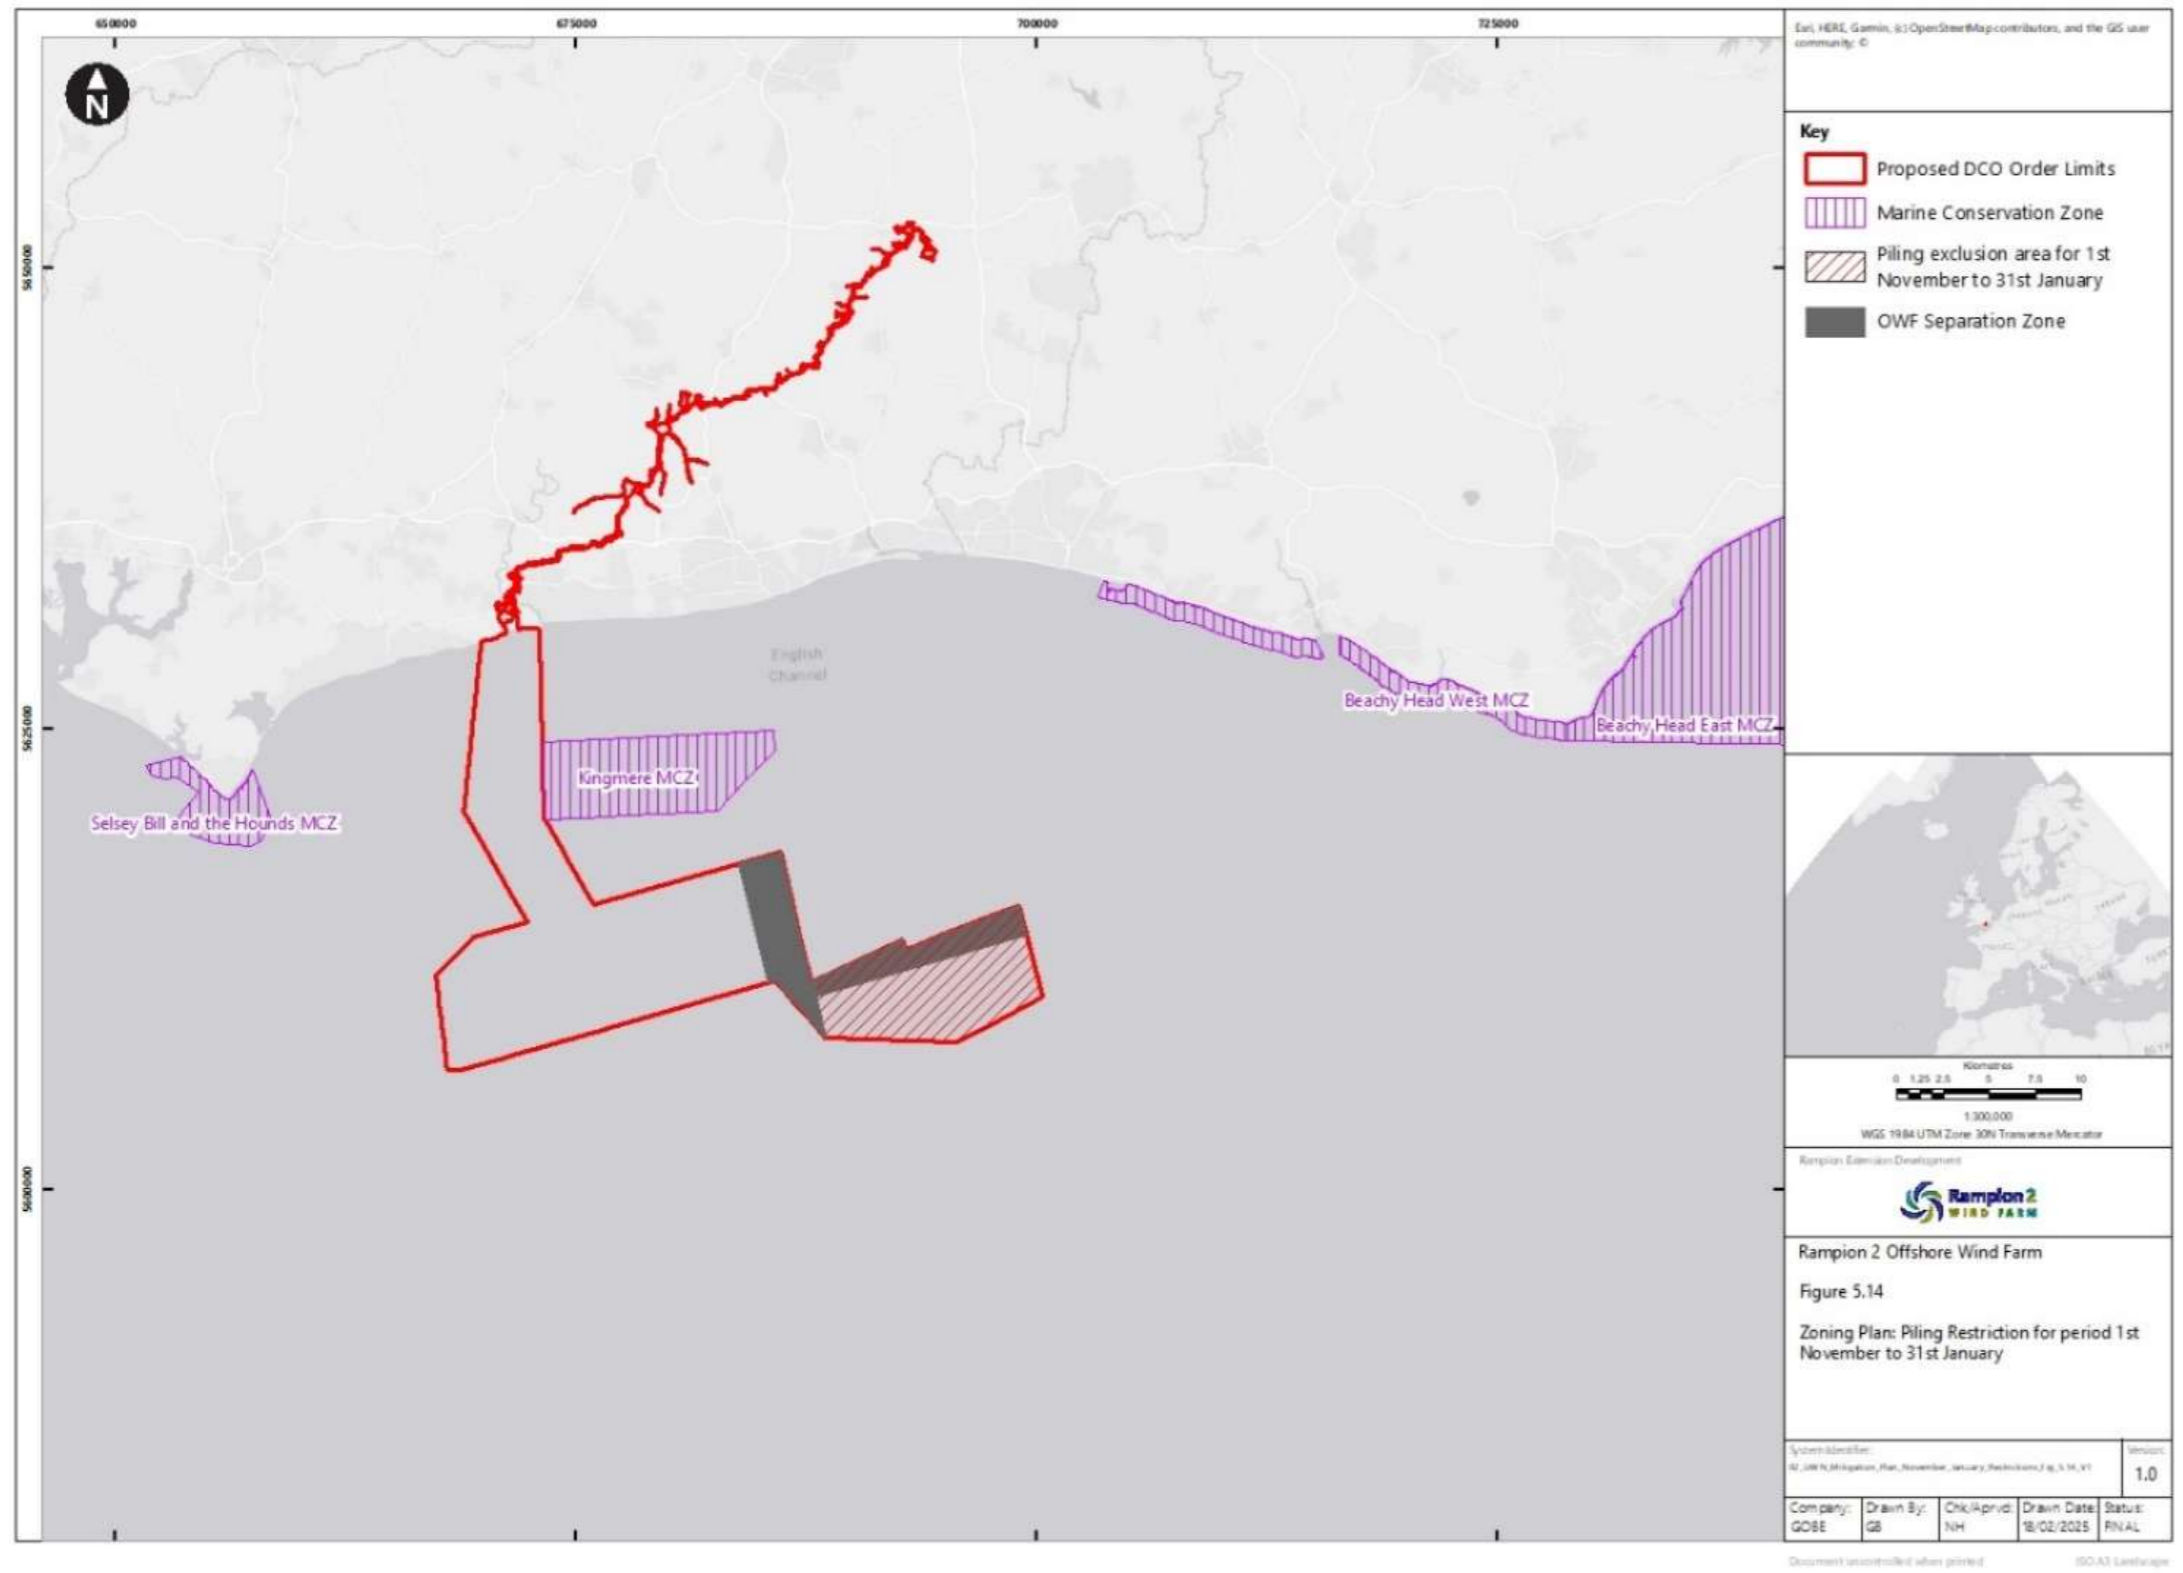 650000
675000
700000
725000
Esri, HERE, Garmin, (c) OpenStreetMap contributors, and the GIS user
community; ©
N
Key
Proposed DCO Order Limits
Marine Conservation Zone
Piling exclusion area for 1st
November to 31st January
OWF Separation Zone
5650000
5625000
5600000
English
Channel
Beachy Head West MCZ
Beachy Head East MCZ
Kingmere MCZ
Selsey Bill and the Hounds MCZ
Kilometres
0 1.25 2.5 5 7.5 10
1:300,000
WGS 1984 UTM Zone 30N Transverse Mercator
Rampion Extension Development
Rampion 2
WIND FARM
Rampion 2 Offshore Wind Farm
Figure 5.14
Zoning Plan: Piling Restriction for period 1st
November to 31st January
System Identifier:
Version:
1.0
Company: Drawn By: Chk/Aprvd: Drawn Date: Status:
GOBE GB NH 18/02/2025 FINAL
Document uncontrolled when printed ISO A3 Landscape